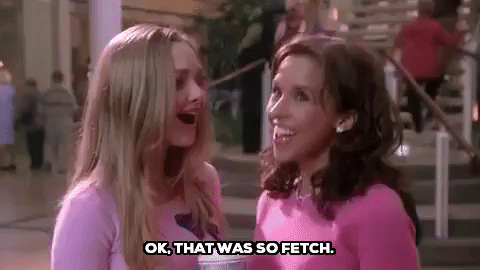 OK, THAT WAS SO FETCH.